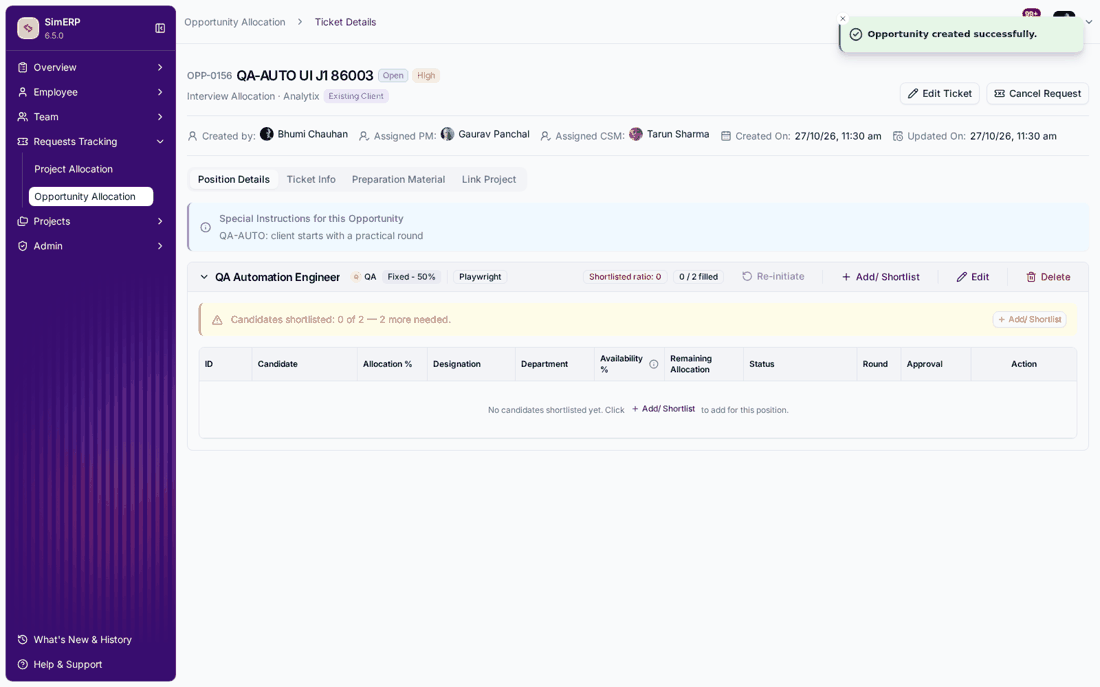 SimERP
6.5.0
Overview
Employee
Team
Requests Tracking
Project Allocation
Opportunity Allocation
Projects
Admin
What's New & History
Help & Support
Opportunity Allocation > Ticket Details
Opportunity created successfully.
OPP-0156 QA-AUTO UI J1 86003 Open High
Interview Allocation · Analytix Existing Client
Edit Ticket Cancel Request
Created by: Bhumi Chauhan Assigned PM: Gaurav Panchal Assigned CSM: Tarun Sharma Created On: 27/10/26, 11:30 am Updated On: 27/10/26, 11:30 am
Position Details Ticket Info Preparation Material Link Project
Special Instructions for this Opportunity
QA-AUTO: client starts with a practical round
QA Automation Engineer Q QA Fixed - 50% Playwright Shortlisted ratio: 0 0 / 2 filled Re-initiate + Add/ Shortlist Edit Delete
Candidates shortlisted: 0 of 2 — 2 more needed. + Add/ Shortlist
ID Candidate Allocation % Designation Department Availability % Remaining Allocation Status Round Approval Action
No candidates shortlisted yet. Click + Add/ Shortlist to add for this position.